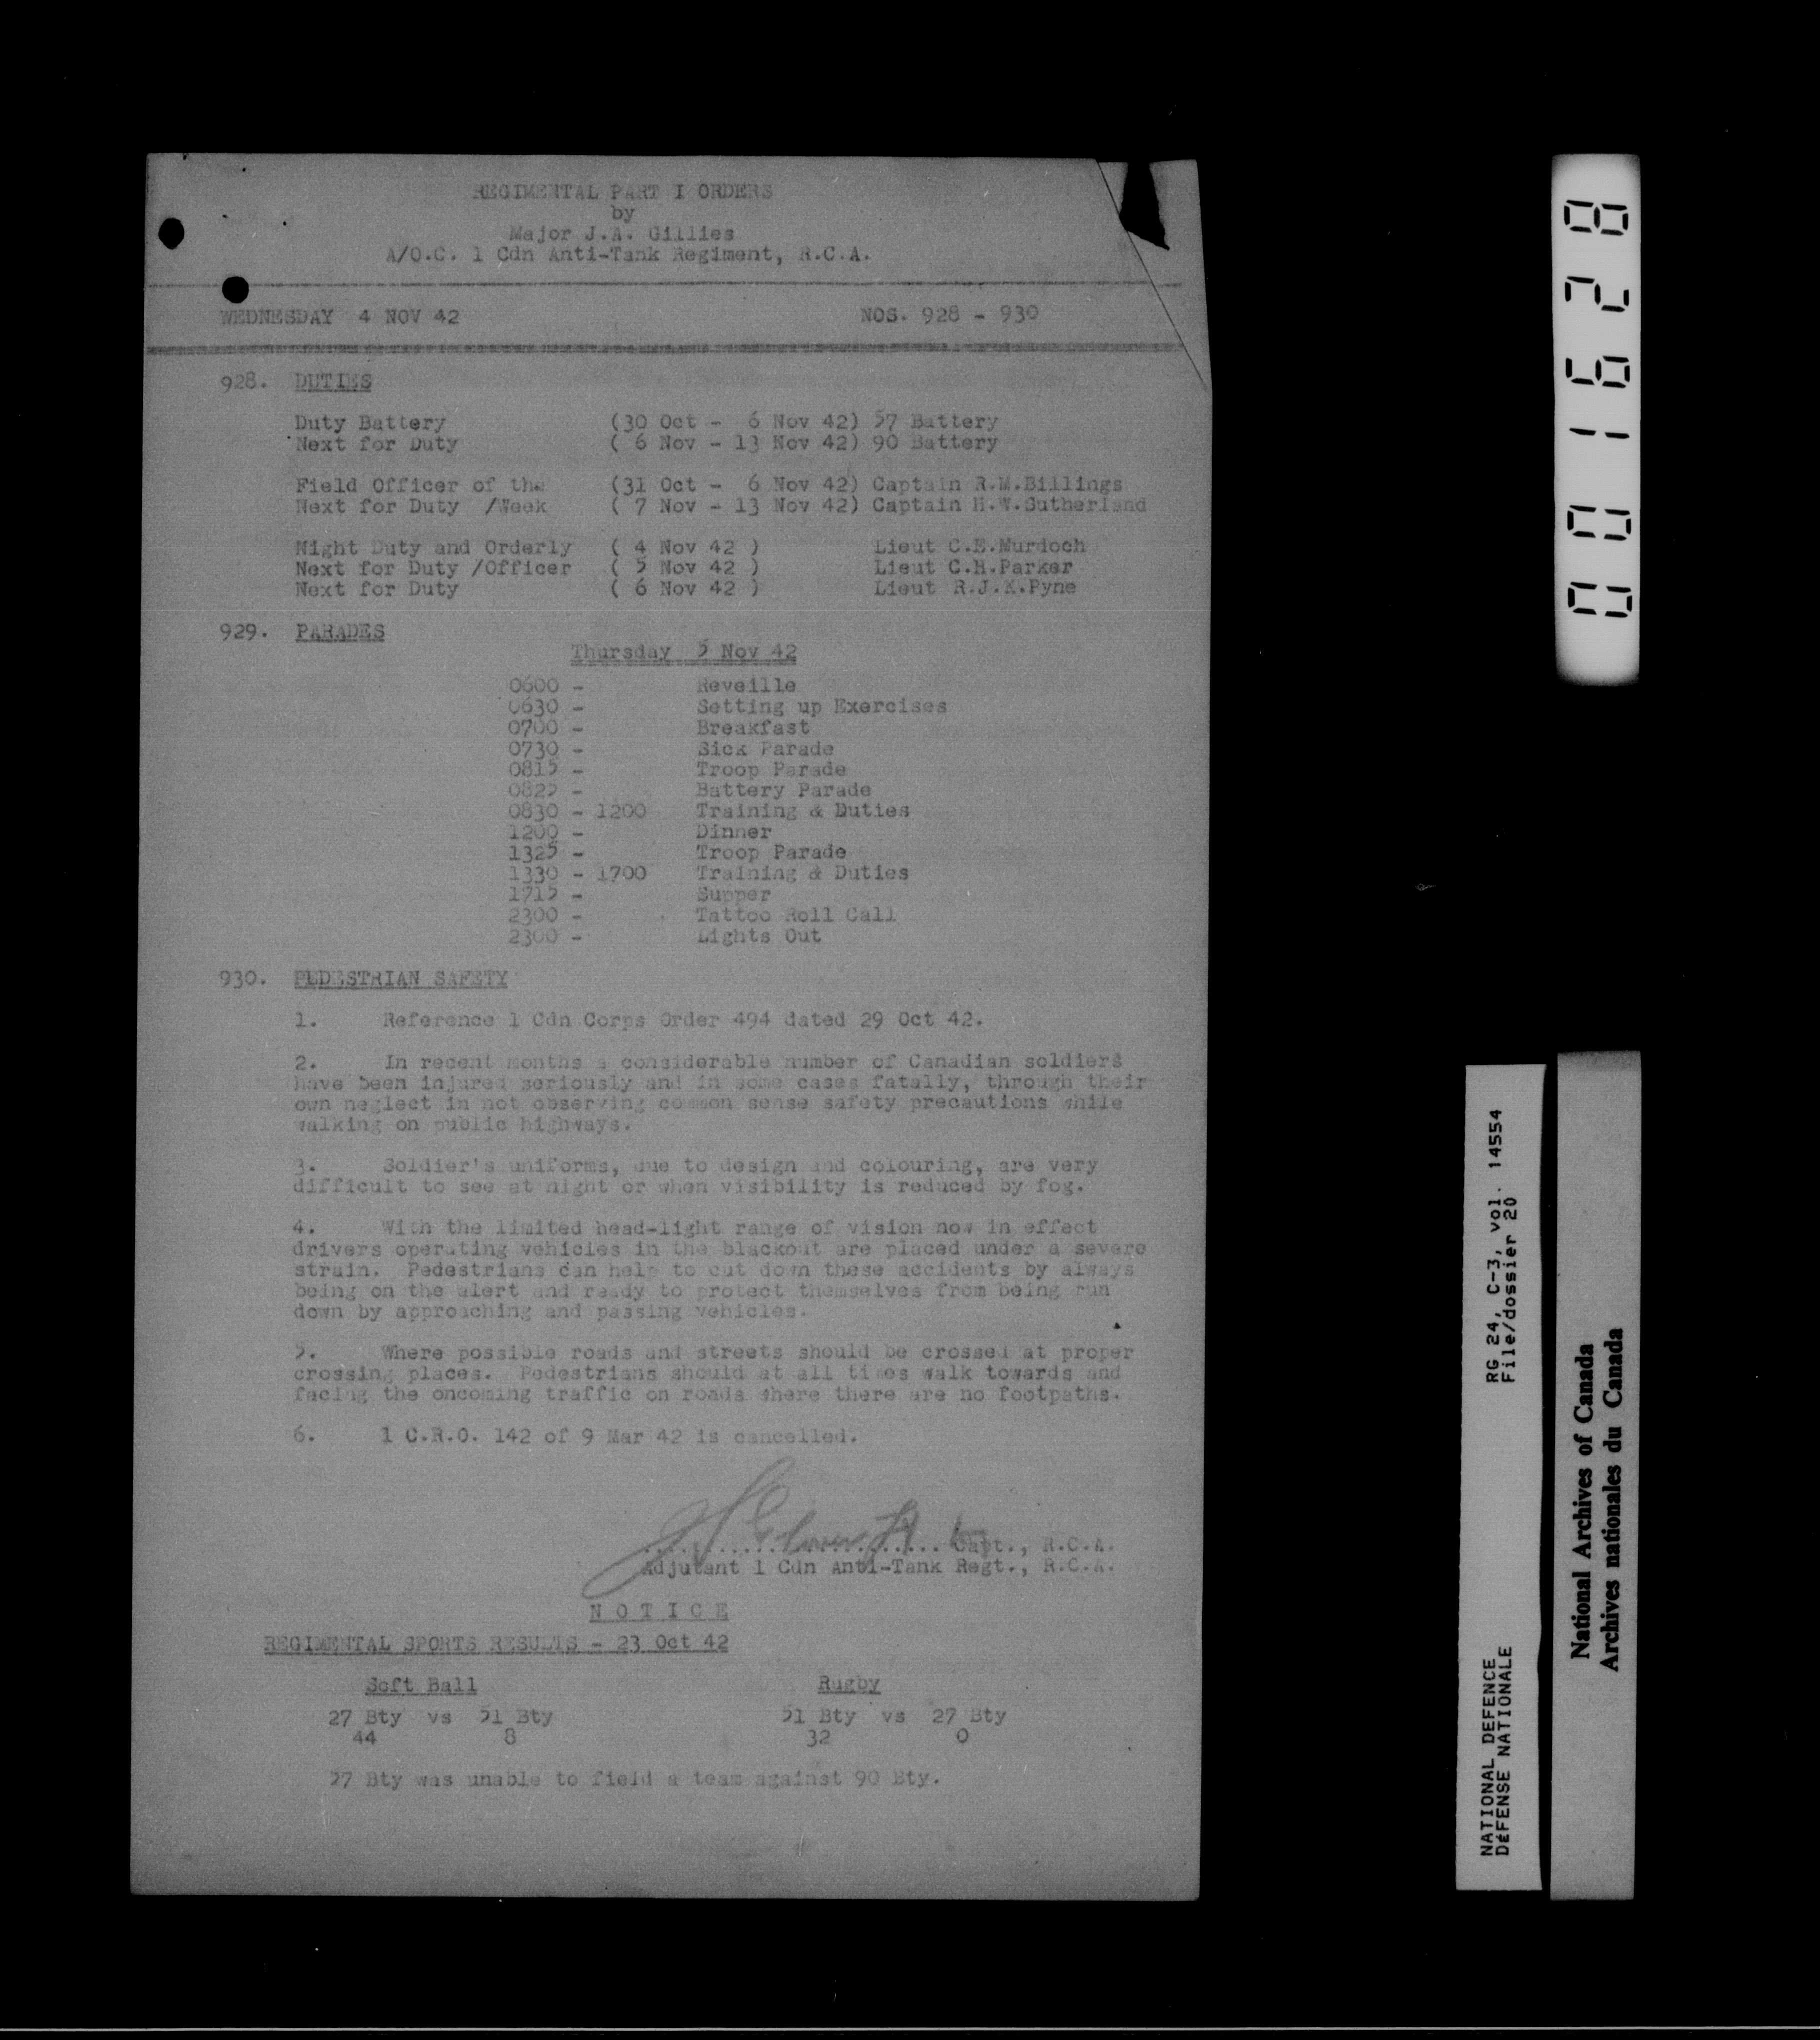 REGIMENTAL PART I ORDERS
by
Major J.A. Gillies
A/O.C. 1 Cdn Anti-Tank Regiment, R.C.A.
WEDNESDAY 4 NOV 42 NOS. 928 - 930
928. DUTIES
Duty Battery (30 Oct - 6 Nov 42) 57 Battery
Next for Duty ( 6 Nov - 13 Nov 42) 90 Battery
Field Officer of the (31 Oct - 6 Nov 42) Captain R.M.Billings
Next for Duty /Week ( 7 Nov - 13 Nov 42) Captain H.W.Sutherland
Night Duty and Orderly ( 4 Nov 42 ) Lieut C.E.Murdoch
Next for Duty /Officer ( 5 Nov 42 ) Lieut C.H.Parker
Next for Duty ( 6 Nov 42 ) Lieut R.J.K.Pyne
929. PARADES
Thursday 5 Nov 42
0600 - Reveille
0630 - Setting up Exercises
0700 - Breakfast
0730 - Sick Parade
0815 - Troop Parade
0825 - Battery Parade
0830 - 1200 Training & Duties
1200 - Dinner
1325 - Troop Parade
1330 - 1700 Training & Duties
1715 - Supper
2300 - Tattoo Roll Call
2300 - Lights Out
930. PEDESTRIAN SAFETY
1. Reference 1 Cdn Corps Order 494 dated 29 Oct 42.
2. In recent months a considerable number of Canadian soldiers
have been injured seriously and in some cases fatally, through their
own neglect in not observing common sense safety precautions while
walking on public highways.
3. Soldier's uniforms, due to design and colouring, are very
difficult to see at night or when visibility is reduced by fog.
4. With the limited head-light range of vision now in effect
drivers operating vehicles in the blackout are placed under a severe
strain. Pedestrians can help to cut down these accidents by always
being on the alert and ready to protect themselves from being run
down by approaching and passing vehicles.
5. Where possible roads and streets should be crossed at proper
crossing places. Pedestrians should at all times walk towards and
facing the oncoming traffic on roads where there are no footpaths.
6. 1 C.R.O. 142 of 9 Mar 42 is cancelled.
Capt., R.C.A.
Adjutant 1 Cdn Anti-Tank Regt., R.C.A.
N O T I C E
REGIMENTAL SPORTS RESULTS - 23 Oct 42
Soft Ball Rugby
27 Bty vs 51 Bty 51 Bty vs 27 Bty
44 8 32 0
57 Bty was unable to field a team against 90 Bty.
001628
NATIONAL DEFENCE RG 24, C-3, vol. 14554
DÉFENSE NATIONALE File/dossier 20
National Archives of Canada
Archives nationales du Canada